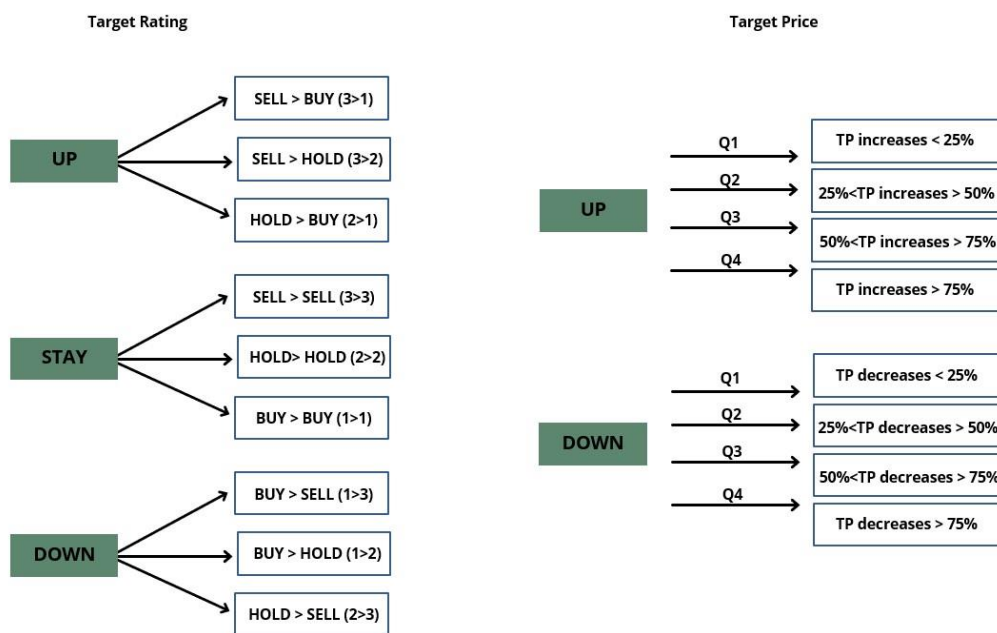 Target Rating
UP
SELL > BUY (3>1)
SELL > HOLD (3>2)
HOLD > BUY (2>1)
STAY
SELL > SELL (3>3)
HOLD> HOLD (2>2)
BUY > BUY (1>1)
DOWN
BUY > SELL (1>3)
BUY > HOLD (1>2)
HOLD > SELL (2>3)
Target Price
UP
Q1
TP increases < 25%
Q2
25%<TP increases > 50%
Q3
50%<TP increases > 75%
Q4
TP increases > 75%
DOWN
Q1
TP decreases < 25%
Q2
25%<TP decreases > 50%
Q3
50%<TP decreases > 75%
Q4
TP decreases > 75%